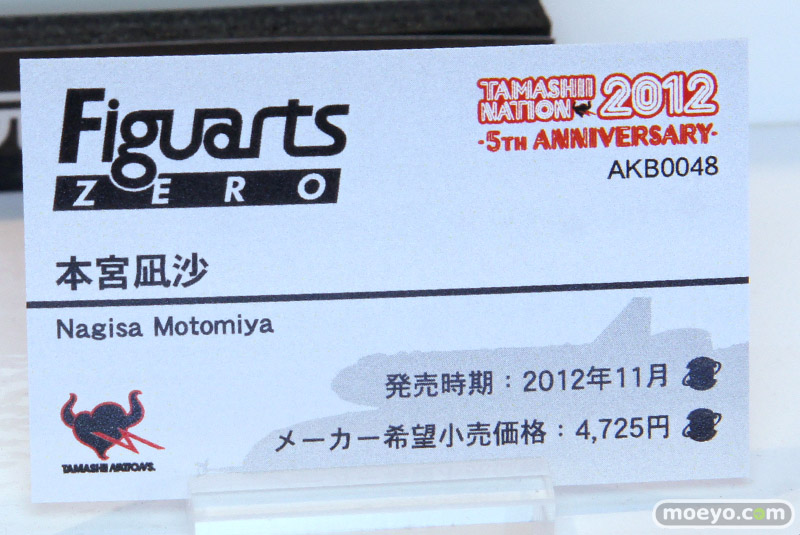 Figuarts
ZERO
TAMASHII
NATION 2012
-5TH ANNIVERSARY-
AKB0048
本宮凪沙
Nagisa Motomiya
発売時期：2012年11月
メーカー希望小売価格：4,725円
TAMASHII NATIONS.
moeyo.com